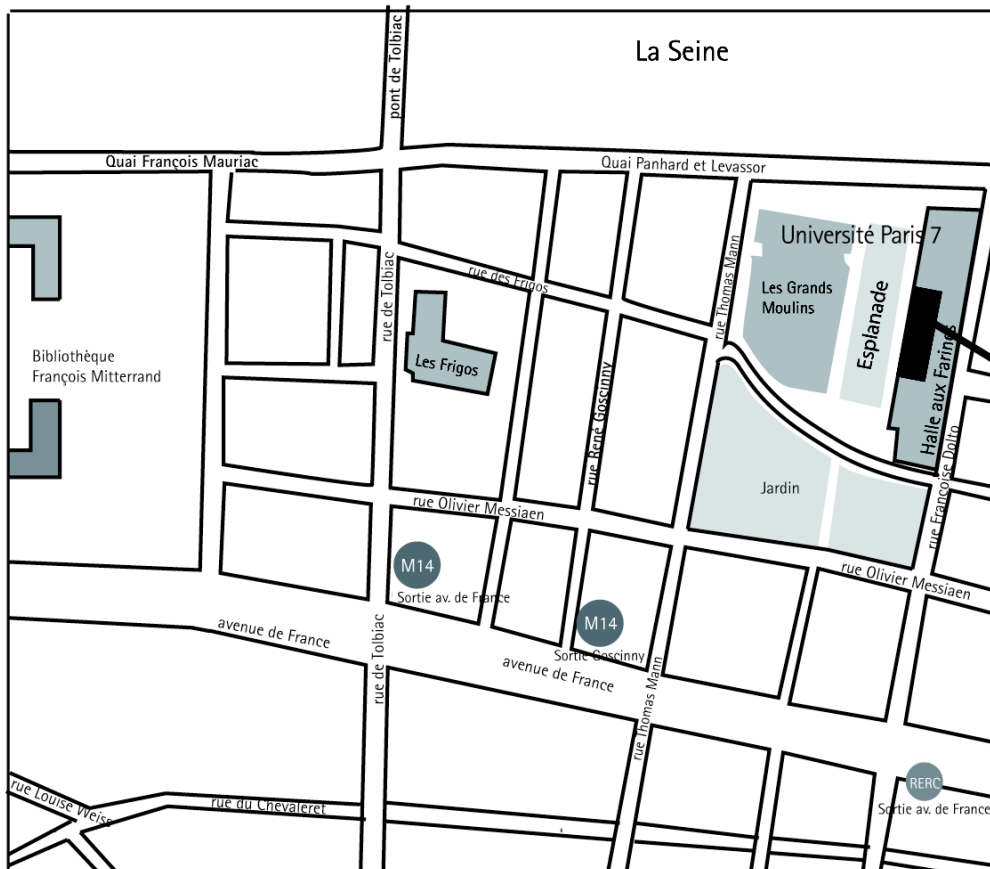 pont de Tolbiac
La Seine
Quai François Mauriac
Quai Panhard et Levassor
Université Paris 7
rue Thomas Mann
rue des Frigos
rue de Tolbiac
Les Grands
Moulins
Esplanade
Halle aux Farines
Bibliothèque
François Mitterrand
Les Frigos
rue René Goscinny
rue Françoise Dolto
Jardin
rue Olivier Messiaen
rue Olivier Messiaen
M14
Sortie av. de France
M14
Sortie Goscinny
avenue de France
avenue de France
rue de Tolbiac
rue Thomas Mann
RERC
Sortie av. de France
rue Louise Weiss
rue du Chevaleret